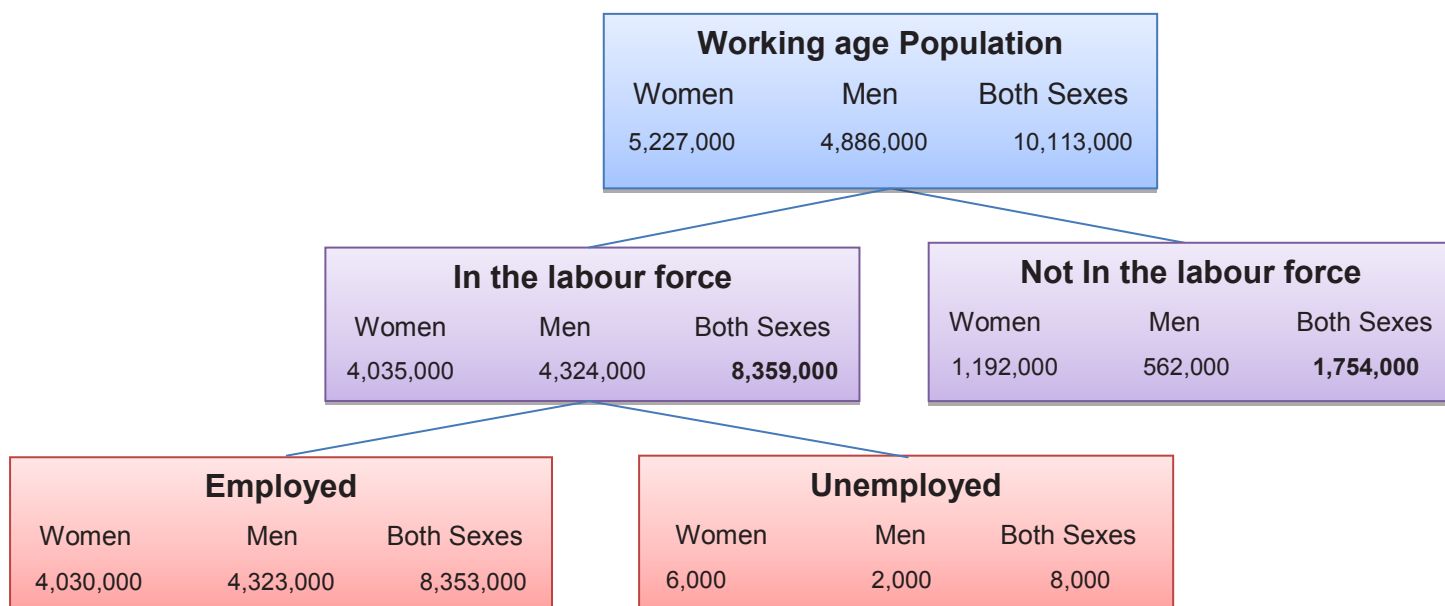 Working age Population
Women Men Both Sexes
5,227,000 4,886,000 10,113,000
In the labour force
Women Men Both Sexes
4,035,000 4,324,000 8,359,000
Not In the labour force
Women Men Both Sexes
1,192,000 562,000 1,754,000
Employed
Women Men Both Sexes
4,030,000 4,323,000 8,353,000
Unemployed
Women Men Both Sexes
6,000 2,000 8,000